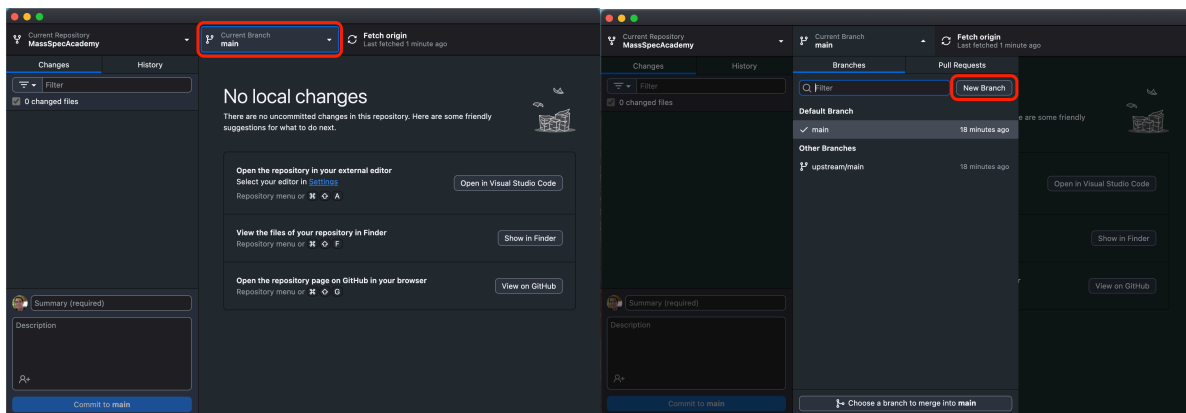 Current Repository
MassSpecAcademy
Current Branch
main
Fetch origin
Last fetched 1 minute ago
Changes
History
Filter
0 changed files
No local changes
There are no uncommitted changes in this repository. Here are some friendly
suggestions for what to do next.
Open the repository in your external editor
Select your editor in Settings
Repository menu or ⌘ ⇧ A
Open in Visual Studio Code
View the files of your repository in Finder
Repository menu or ⌘ ⇧ F
Show in Finder
Open the repository page on GitHub in your browser
Repository menu or ⌘ ⇧ G
View on GitHub
Summary (required)
Description
Commit to main
Current Repository
MassSpecAcademy
Current Branch
main
Fetch origin
Last fetched 1 minute ago
Changes
History
Filter
0 changed files
Branches
Pull Requests
Filter
New Branch
Default Branch
main
18 minutes ago
Other Branches
upstream/main
18 minutes ago
e are some friendly
Open in Visual Studio Code
Show in Finder
r
View on GitHub
Summary (required)
Description
Commit to main
Choose a branch to merge into main